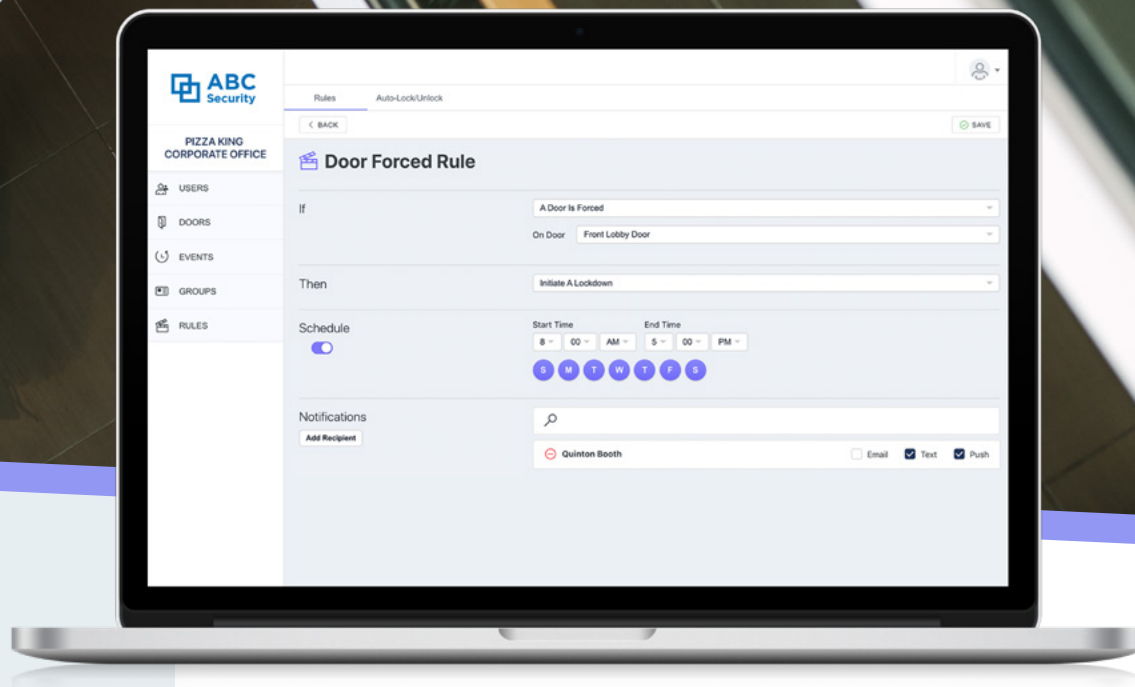 ABC
Security
Rules Auto-Lock/Unlock
< BACK
SAVE
PIZZA KING
CORPORATE OFFICE
USERS
DOORS
EVENTS
GROUPS
RULES
Door Forced Rule
If
A Door Is Forced
On Door Front Lobby Door
Then
Initiate A Lockdown
Schedule
Start Time End Time
8 00 AM 5 00 PM
S M T W T F S
Notifications
Add Recipient
Quinton Booth
Email Text Push